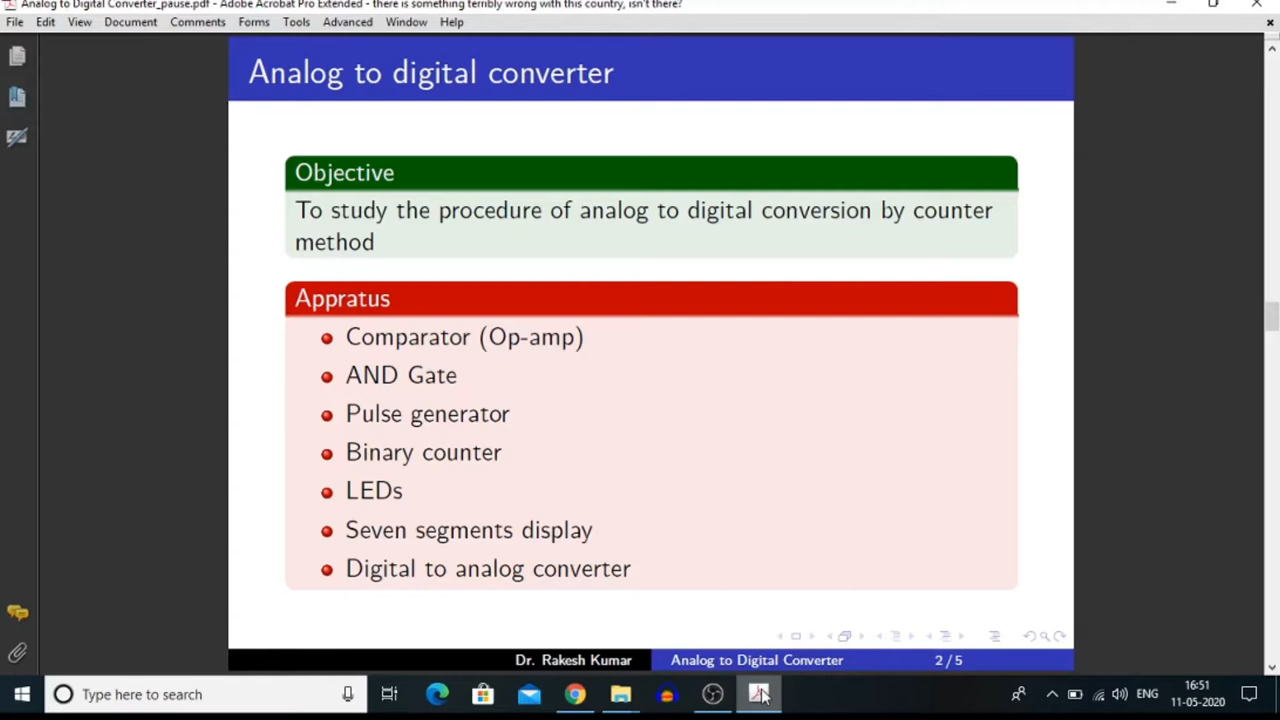 Analog to Digital Converter_pause.pdf - Adobe Acrobat Pro Extended - there is something terribly wrong with this country, isn't there?
File Edit View Document Comments Forms Tools Advanced Window Help
Analog to digital converter
Objective
To study the procedure of analog to digital conversion by counter
method
Appratus
Comparator (Op-amp)
AND Gate
Pulse generator
Binary counter
LEDs
Seven segments display
Digital to analog converter
Dr. Rakesh Kumar Analog to Digital Converter 2 / 5
Type here to search
ENG
16:51
11-05-2020